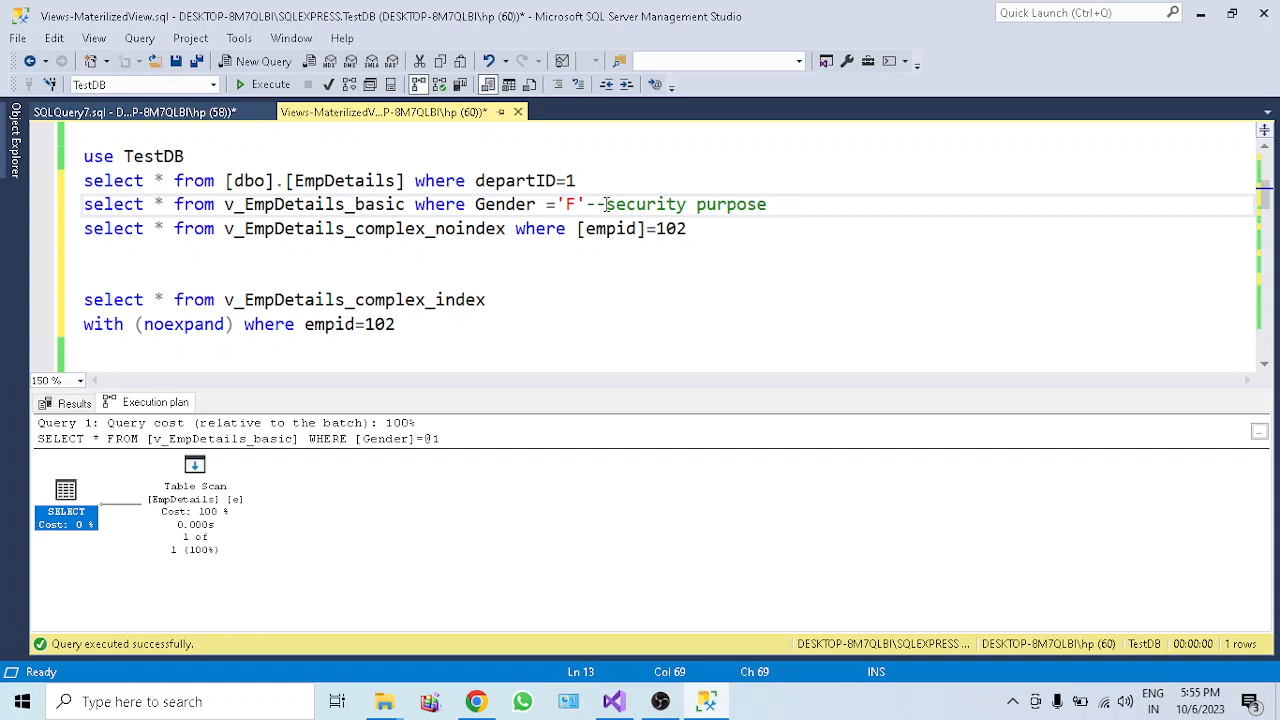 Views-MaterilizedView.sql - DESKTOP-8M7QLBI\SQLEXPRESS.TestDB (DESKTOP-8M7QLBI\hp (60))* - Microsoft SQL Server Management Studio
Quick Launch (Ctrl+Q)
File Edit View Query Project Tools Window Help
New Query
MDX DMX XMLA DAX
TestDB
Execute
Object Explorer
SQLQuery7.sql - D...P-8M7QLBI\hp (58))*
Views-MaterilizedV...P-8M7QLBI\hp (60))*
use TestDB
select * from [dbo].[EmpDetails] where departID=1
select * from v_EmpDetails_basic where Gender ='F'--security purpose
select * from v_EmpDetails_complex_noindex where [empid]=102
select * from v_EmpDetails_complex_index
with (noexpand) where empid=102
150 %
Results Execution plan
Query 1: Query cost (relative to the batch): 100%
SELECT * FROM [v_EmpDetails_basic] WHERE [Gender]=@1
...
Table Scan
[EmpDetails] [e]
Cost: 100 %
0.000s
1 of
1 (100%)
SELECT
Cost: 0 %
Query executed successfully.
DESKTOP-8M7QLBI\SQLEXPRESS ... DESKTOP-8M7QLBI\hp (60) TestDB 00:00:00 1 rows
Ready Ln 13 Col 69 Ch 69 INS
Type here to search
ENG
IN
5:55 PM
10/6/2023
3